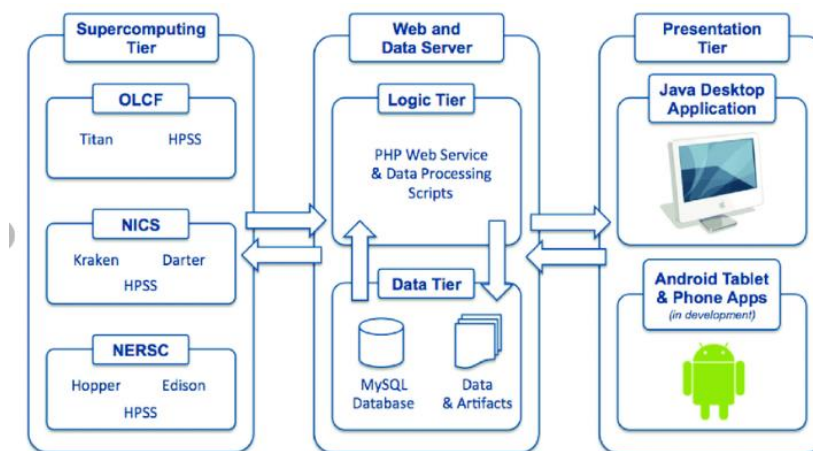 Supercomputing
Tier
OLCF
Titan HPSS
NICS
Kraken Darter
HPSS
NERSC
Hopper Edison
HPSS
Web and
Data Server
Logic Tier
PHP Web Service
& Data Processing
Scripts
Data Tier
MySQL
Database
Data
& Artifacts
Presentation
Tier
Java Desktop
Application
Android Tablet
& Phone Apps
(in development)